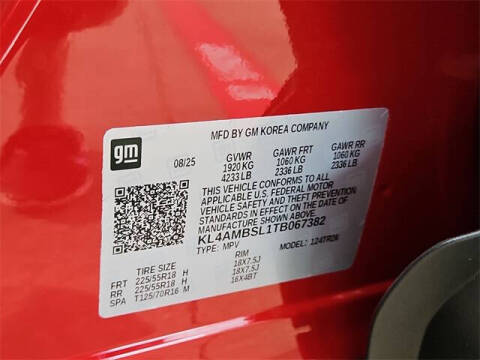 MFD BY GM KOREA COMPANY
gm
08/25
GVWR GAWR FRT GAWR RR
1920 KG 1060 KG 1060 KG
4233 LB 2336 LB 2336 LB
THIS VEHICLE CONFORMS TO ALL
APPLICABLE U.S. FEDERAL MOTOR
VEHICLE SAFETY AND THEFT PREVENTION
STANDARDS IN EFFECT ON THE DATE OF
MANUFACTURE SHOWN ABOVE.
KL4AMBSL1TB067382
TYPE: MPV MODEL: 124TR26
TIRE SIZE RIM
FRT 225/55R18 H 18X7.5J
RR 225/55R18 H 18X7.5J
SPA T125/70R16 M 16X4BT